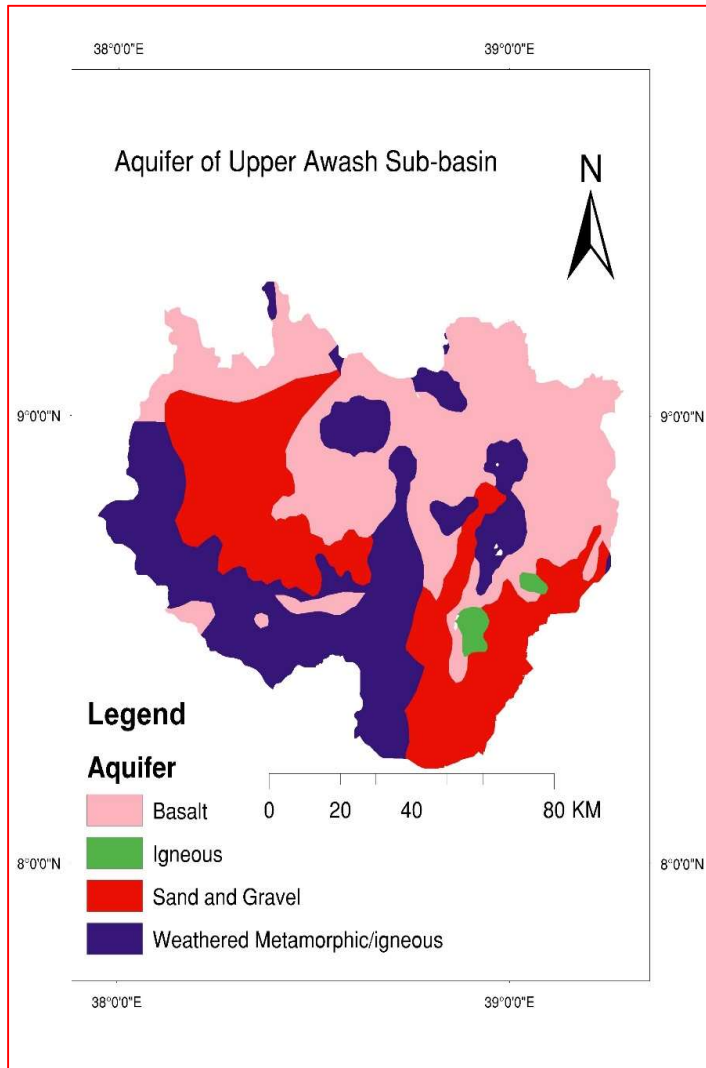 38°0'0"E 39°0'0"E
Aquifer of Upper Awash Sub-basin
N
9°0'0"N 9°0'0"N
Legend
Aquifer
Basalt
Igneous
Sand and Gravel
Weathered Metamorphic/igneous
0 20 40 80 KM
8°0'0"N 8°0'0"N
38°0'0"E 39°0'0"E